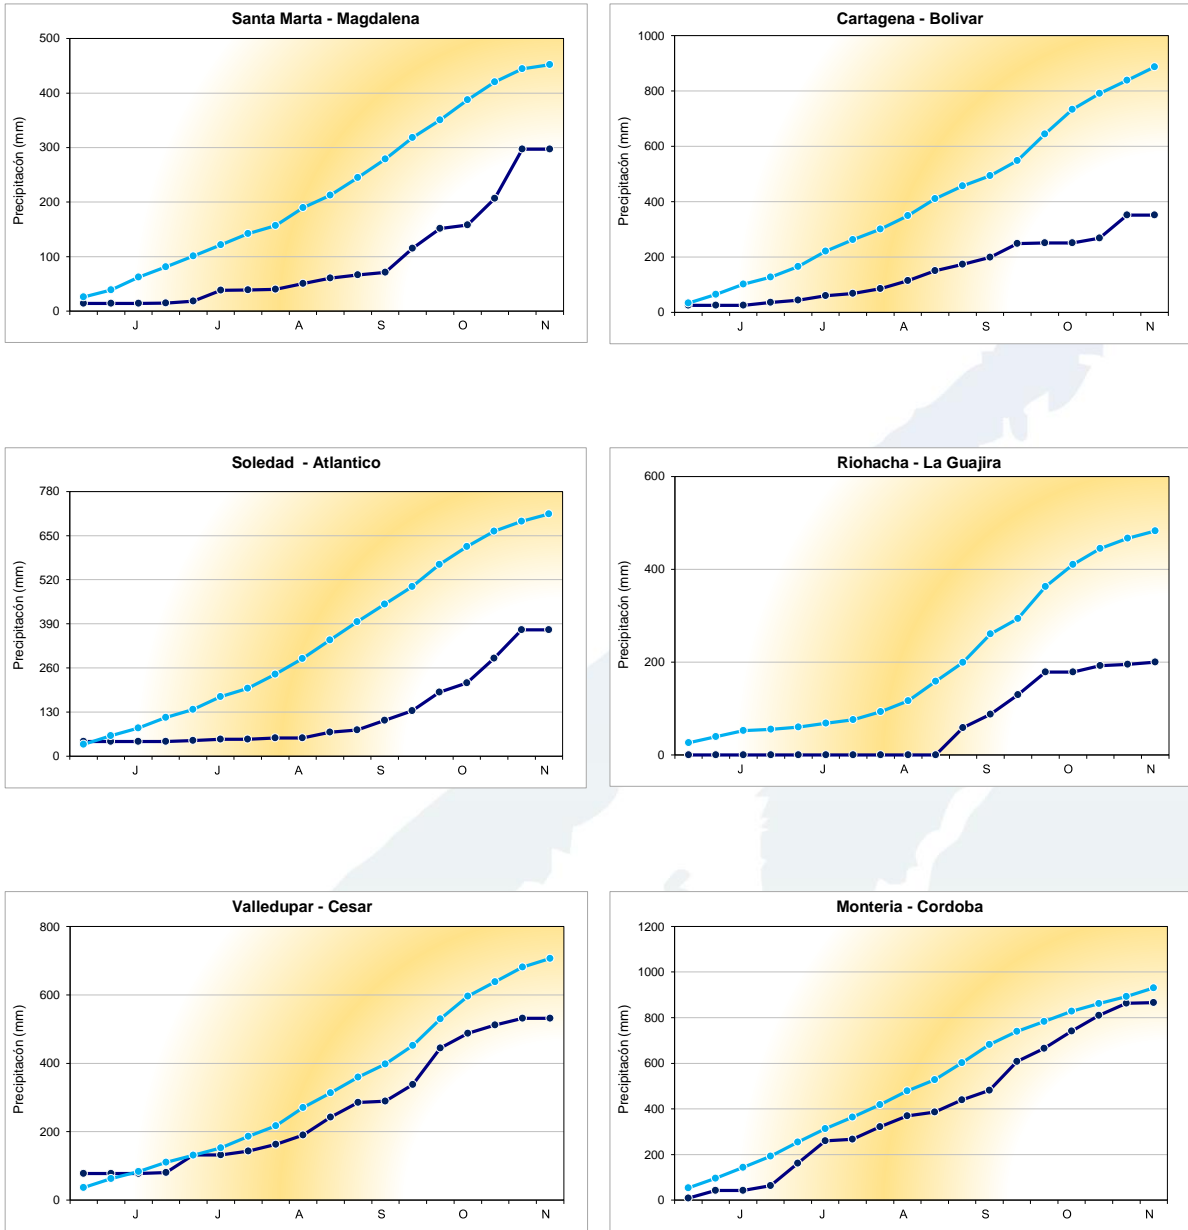 Santa Marta - Magdalena
500
400
300
200
100
0
Precipitacón (mm)
J J A S O N
Cartagena - Bolivar
1000
800
600
400
200
0
Precipitacón (mm)
J J A S O N
Soledad - Atlantico
780
650
520
390
260
130
0
Precipitacón (mm)
J J A S O N
Riohacha - La Guajira
600
400
200
0
Precipitacón (mm)
J J A S O N
Valledupar - Cesar
800
600
400
200
0
Precipitacón (mm)
J J A S O N
Monteria - Cordoba
1200
1000
800
600
400
200
0
Precipitacón (mm)
J J A S O N